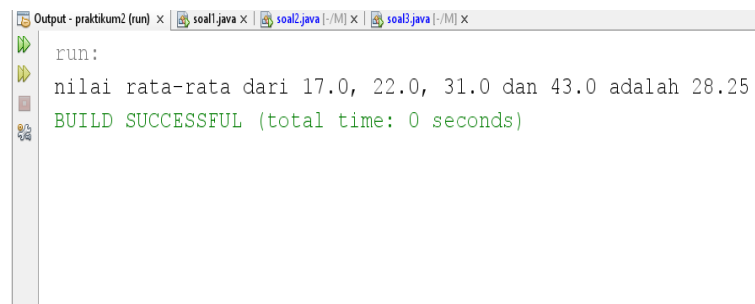 Output - praktikum2 (run) x soal1.java x soal2.java [-/M] x soal3.java [-/M] x
run:
nilai rata-rata dari 17.0, 22.0, 31.0 dan 43.0 adalah 28.25
BUILD SUCCESSFUL (total time: 0 seconds)